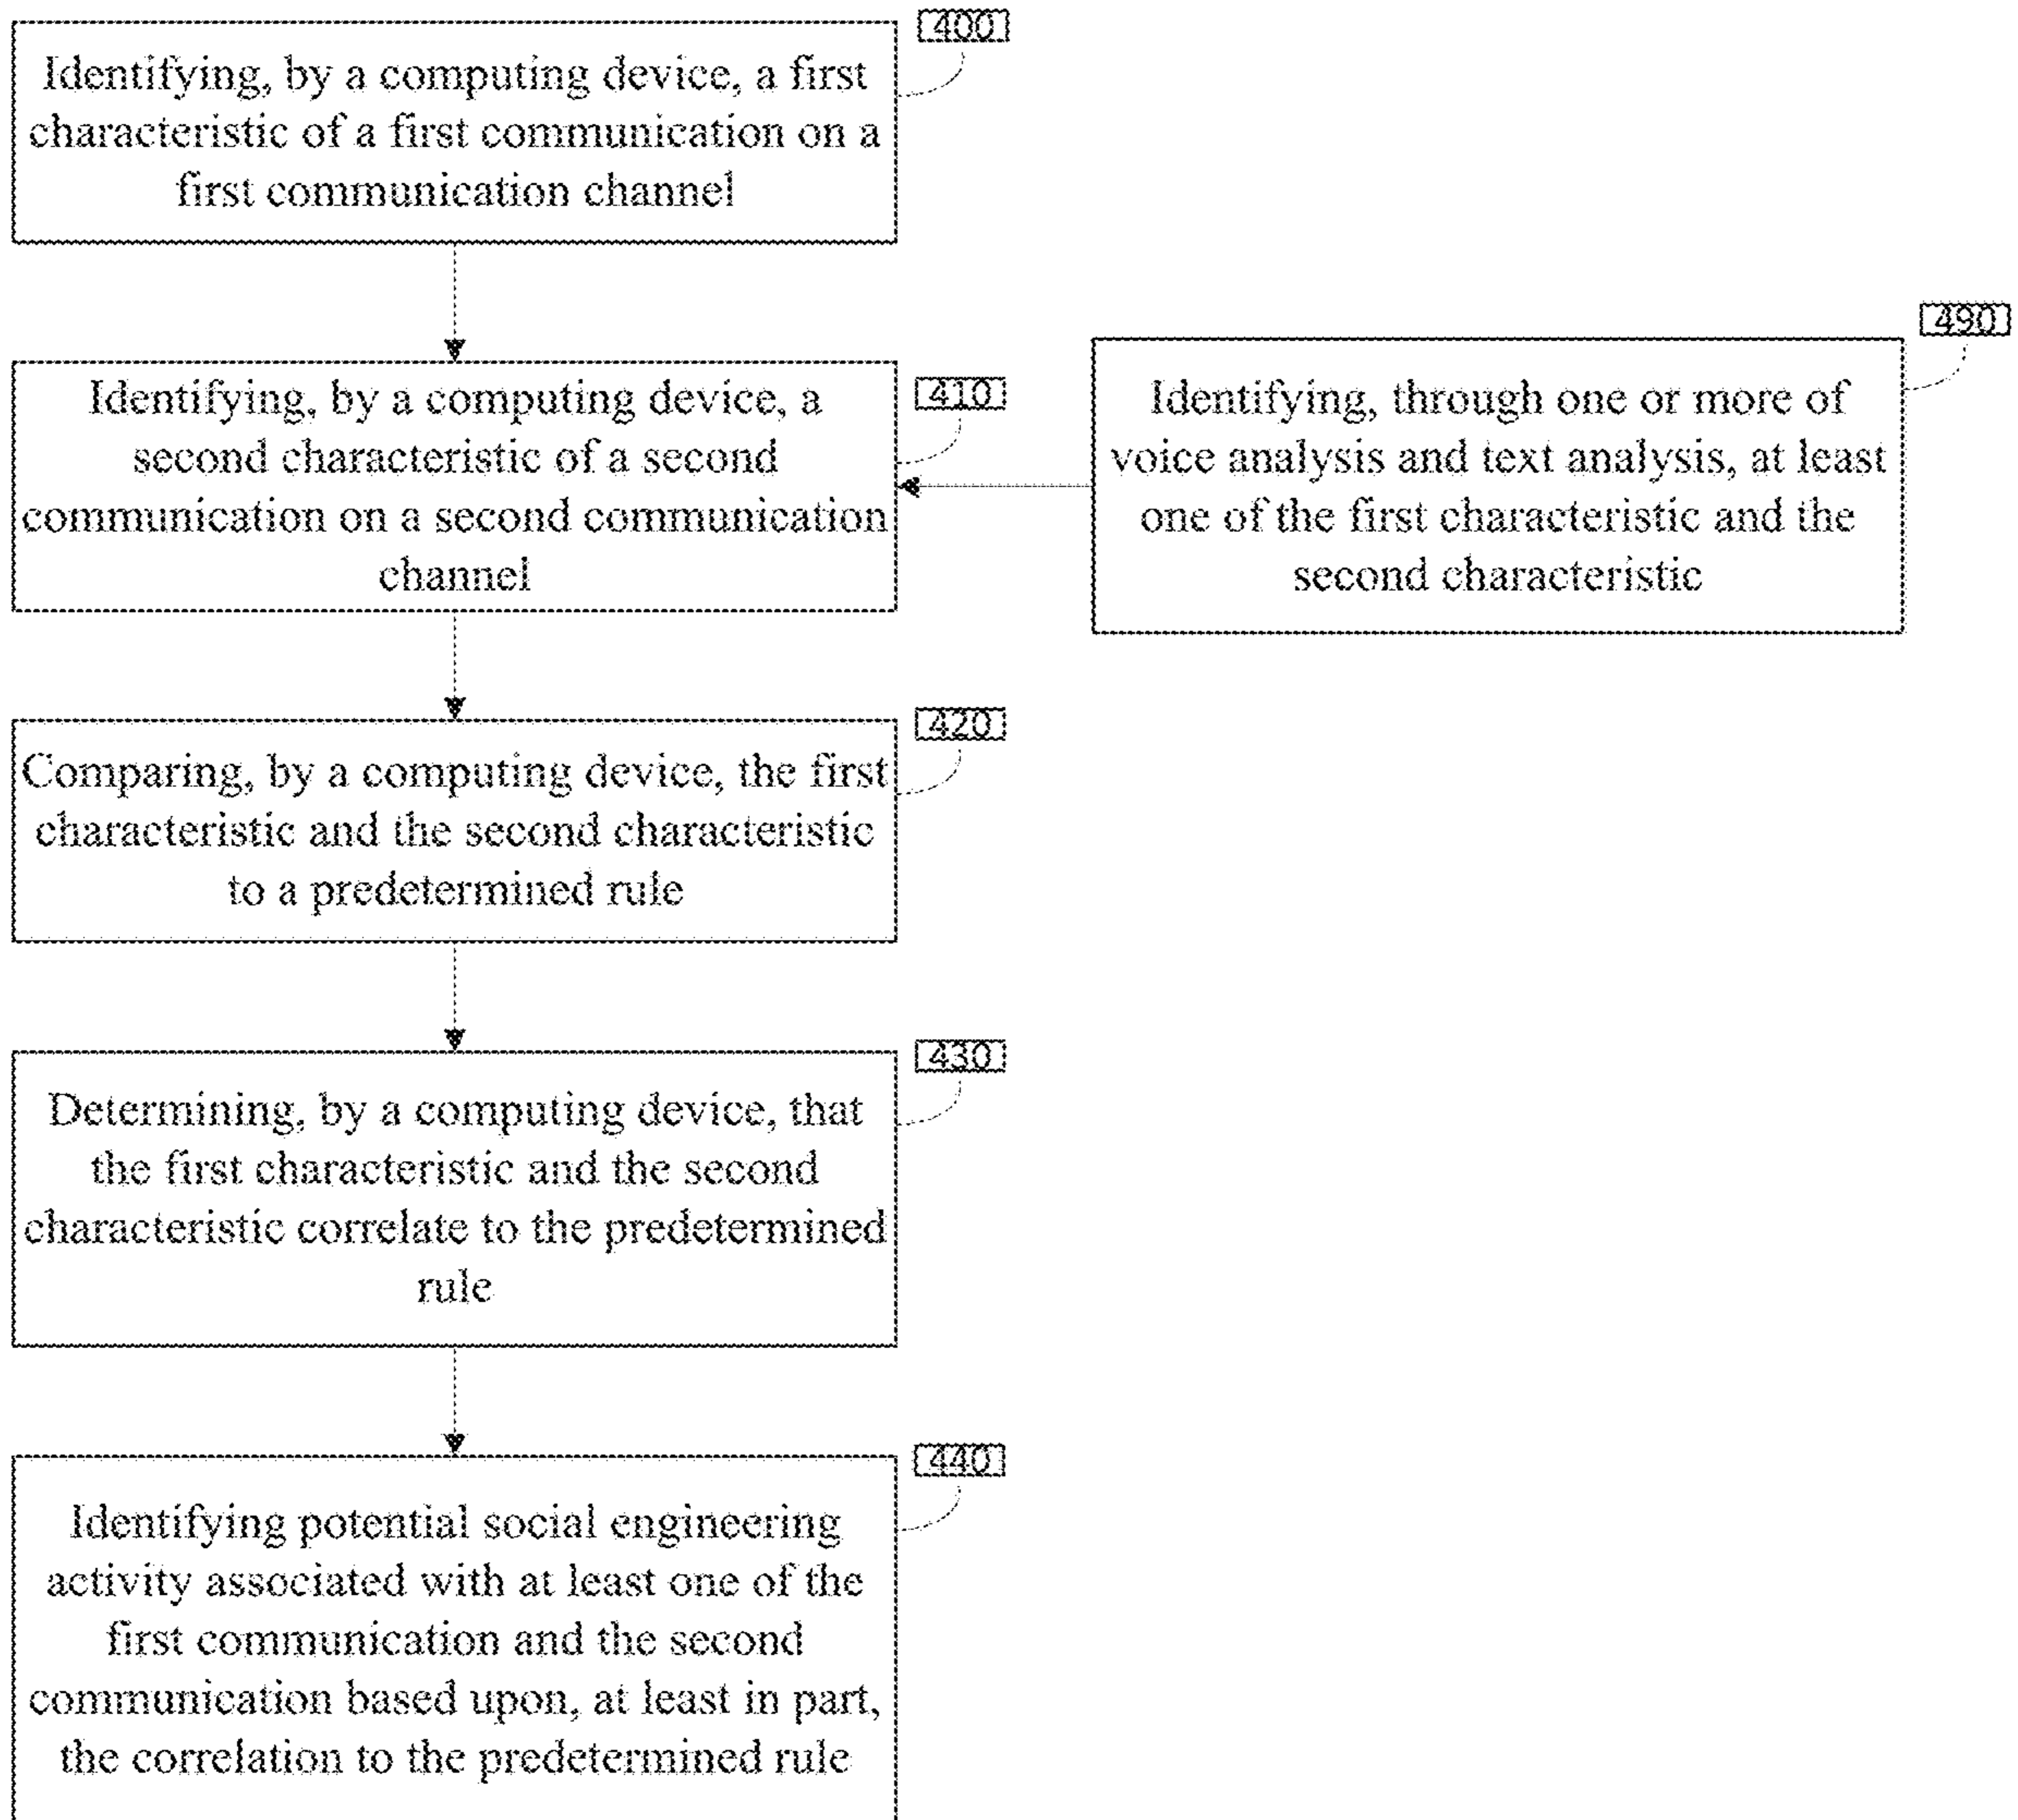 400
Identifying, by a computing device, a first
characteristic of a first communication on a
first communication channel
410
Identifying, by a computing device, a
second characteristic of a second
communication on a second communication
channel
490
Identifying, through one or more of
voice analysis and text analysis, at least
one of the first characteristic and the
second characteristic
420
Comparing, by a computing device, the first
characteristic and the second characteristic
to a predetermined rule
430
Determining, by a computing device, that
the first characteristic and the second
characteristic correlate to the predetermined
rule
440
Identifying potential social engineering
activity associated with at least one of the
first communication and the second
communication based upon, at least in part,
the correlation to the predetermined rule